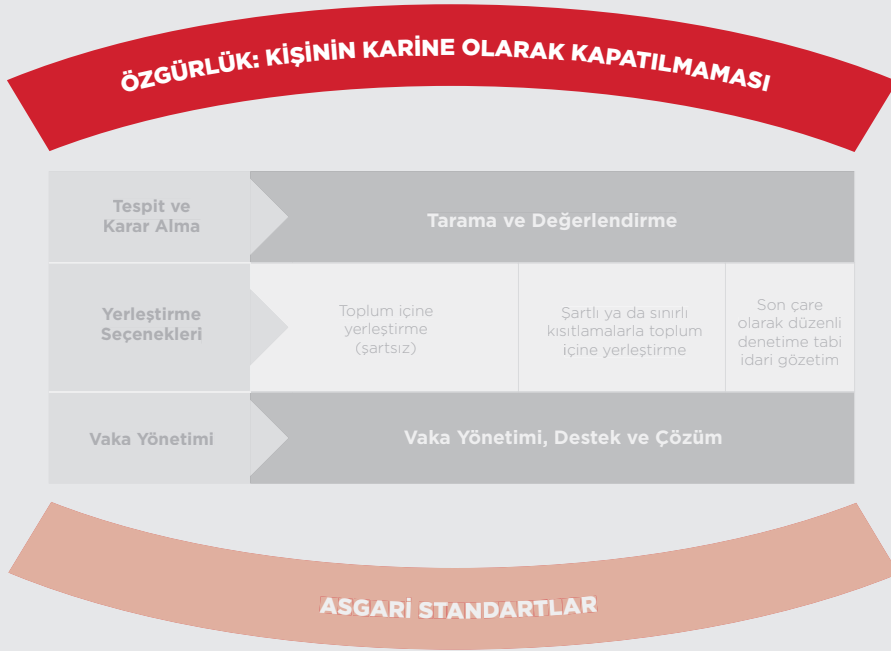 ÖZGÜRLÜK: KİŞİNİN KARİNE OLARAK KAPATILMAMASI
Tespit ve
Karar Alma
Tarama ve Değerlendirme
Yerleştirme
Seçenekleri
Toplum içine
yerleştirme
(şartsız)
Şartlı ya da sınırlı
kısıtlamalarla toplum
içine yerleştirme
Son çare
olarak düzenli
denetime tabi
idari gözetim
Vaka Yönetimi
Vaka Yönetimi, Destek ve Çözüm
ASGARİ STANDARTLAR